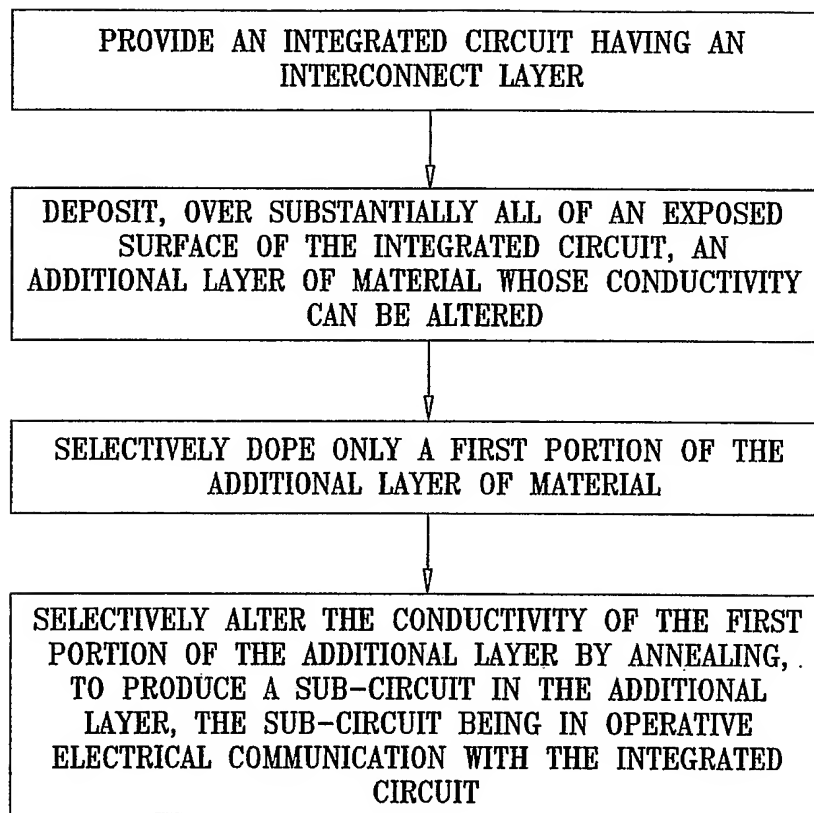 PROVIDE AN INTEGRATED CIRCUIT HAVING AN
INTERCONNECT LAYER
DEPOSIT, OVER SUBSTANTIALLY ALL OF AN EXPOSED
SURFACE OF THE INTEGRATED CIRCUIT, AN
ADDITIONAL LAYER OF MATERIAL WHOSE CONDUCTIVITY
CAN BE ALTERED
SELECTIVELY DOPE ONLY A FIRST PORTION OF THE
ADDITIONAL LAYER OF MATERIAL
SELECTIVELY ALTER THE CONDUCTIVITY OF THE FIRST
PORTION OF THE ADDITIONAL LAYER BY ANNEALING,
TO PRODUCE A SUB-CIRCUIT IN THE ADDITIONAL
LAYER, THE SUB-CIRCUIT BEING IN OPERATIVE
ELECTRICAL COMMUNICATION WITH THE INTEGRATED
CIRCUIT